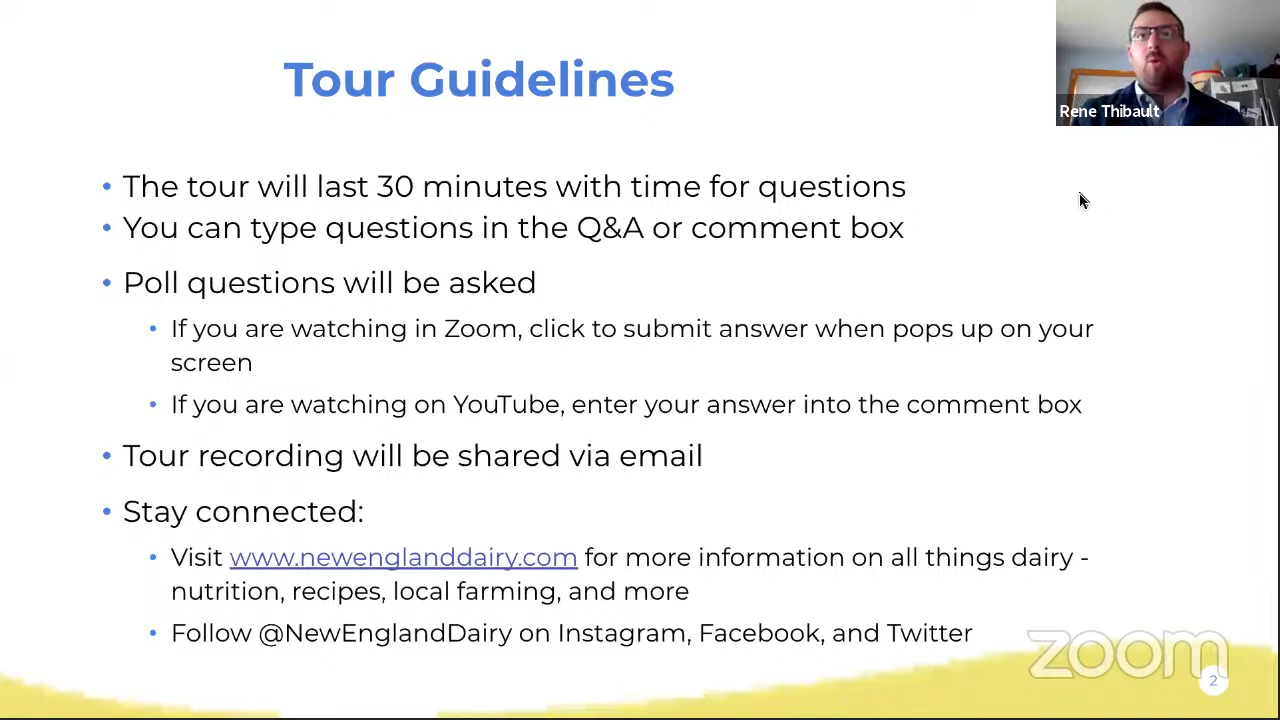 Tour Guidelines
Rene Thibault
• The tour will last 30 minutes with time for questions
• You can type questions in the Q&A or comment box
• Poll questions will be asked
• If you are watching in Zoom, click to submit answer when pops up on your
screen
• If you are watching on YouTube, enter your answer into the comment box
• Tour recording will be shared via email
• Stay connected:
• Visit www.newenglanddairy.com for more information on all things dairy -
nutrition, recipes, local farming, and more
• Follow @NewEnglandDairy on Instagram, Facebook, and Twitter
zoom
2